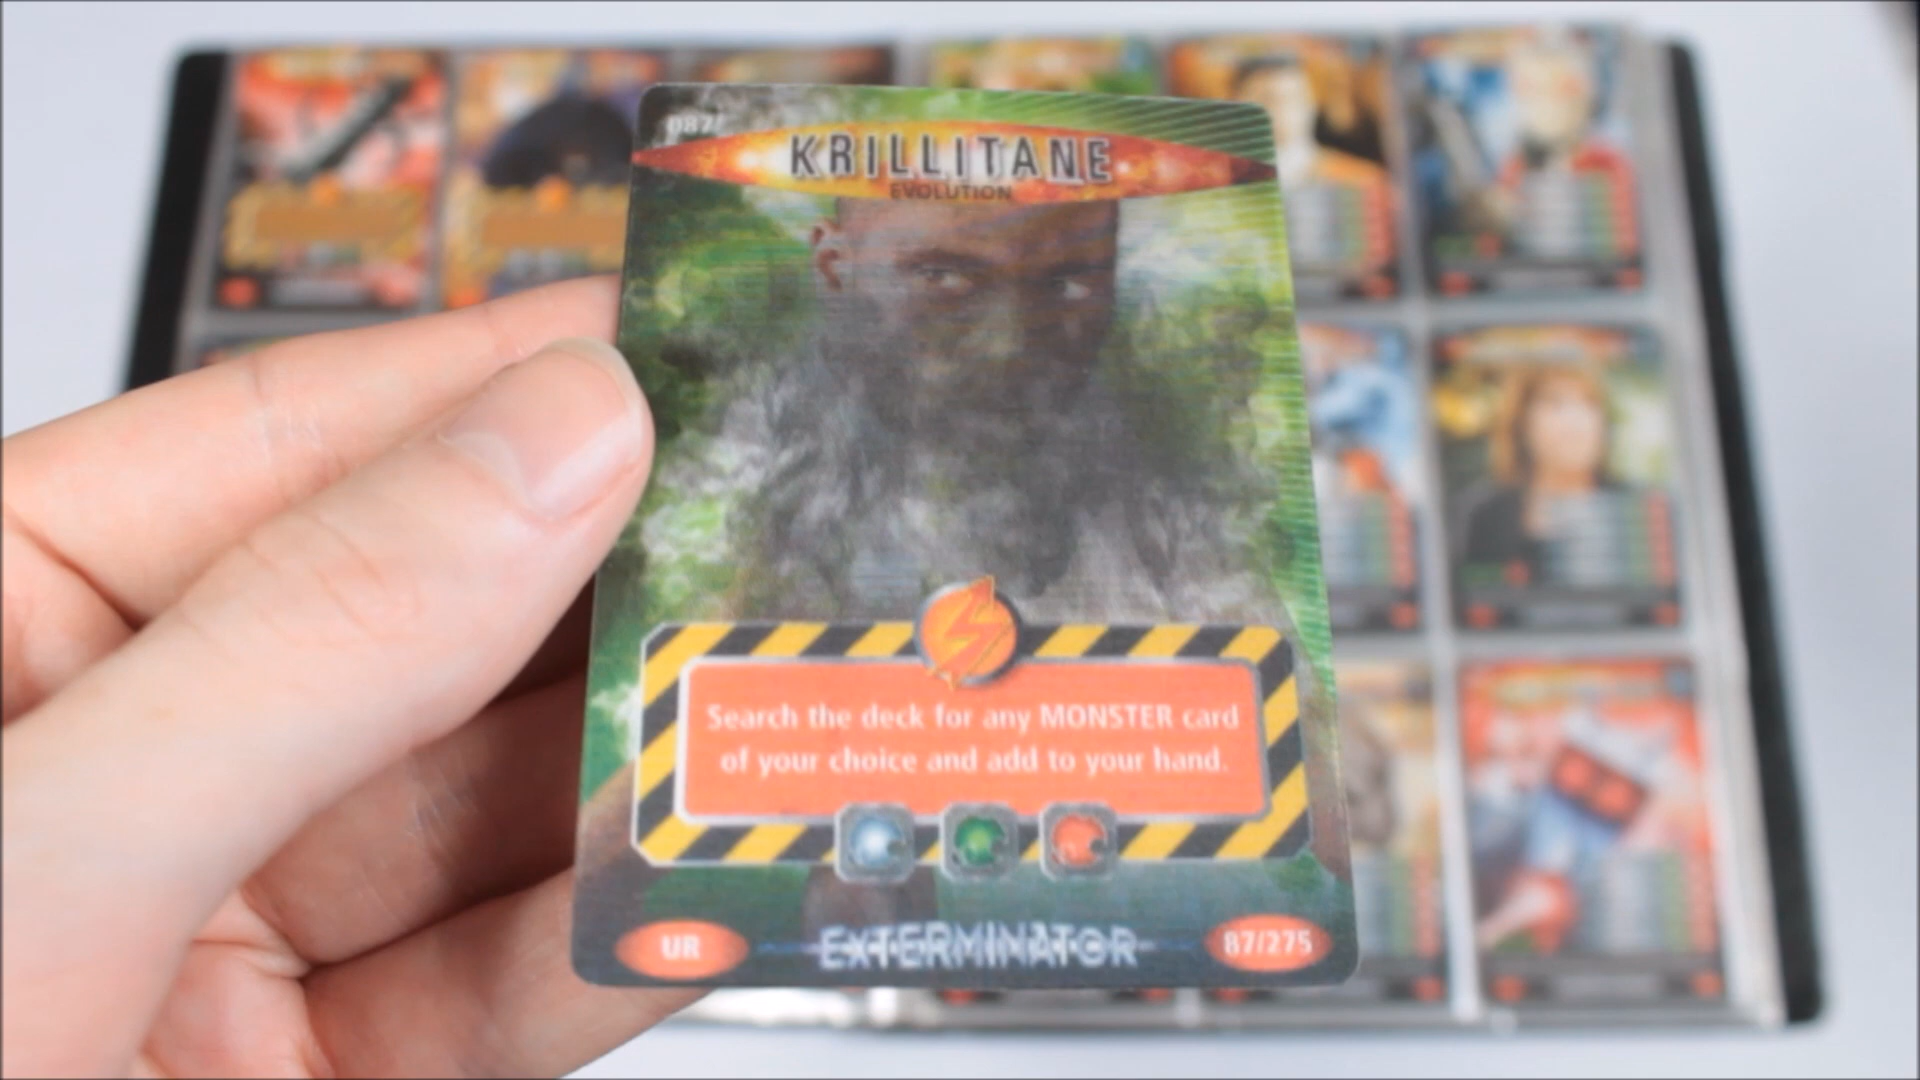 087/
KRILLITANE
EVOLUTION
Search the deck for any MONSTER card
of your choice and add to your hand.
UR
EXTERMINATOR
87/275